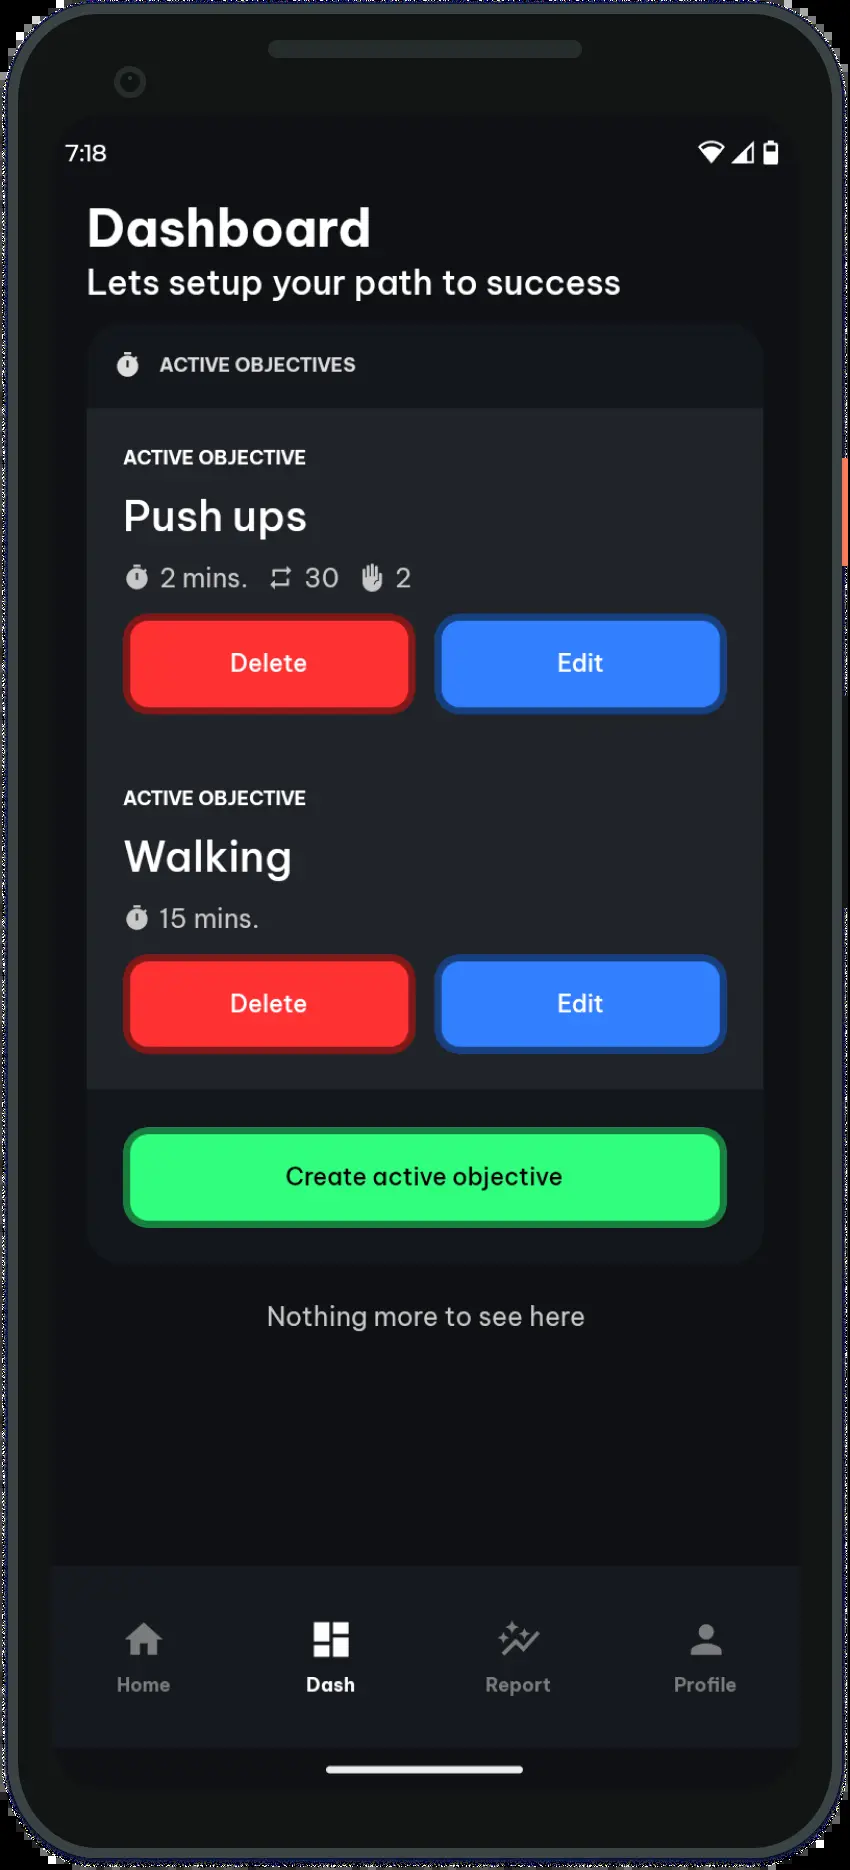 7:18
Dashboard
Lets setup your path to success
ACTIVE OBJECTIVES
ACTIVE OBJECTIVE
Push ups
2 mins. 30 2
Delete Edit
ACTIVE OBJECTIVE
Walking
15 mins.
Delete Edit
Create active objective
Nothing more to see here
Home Dash Report Profile